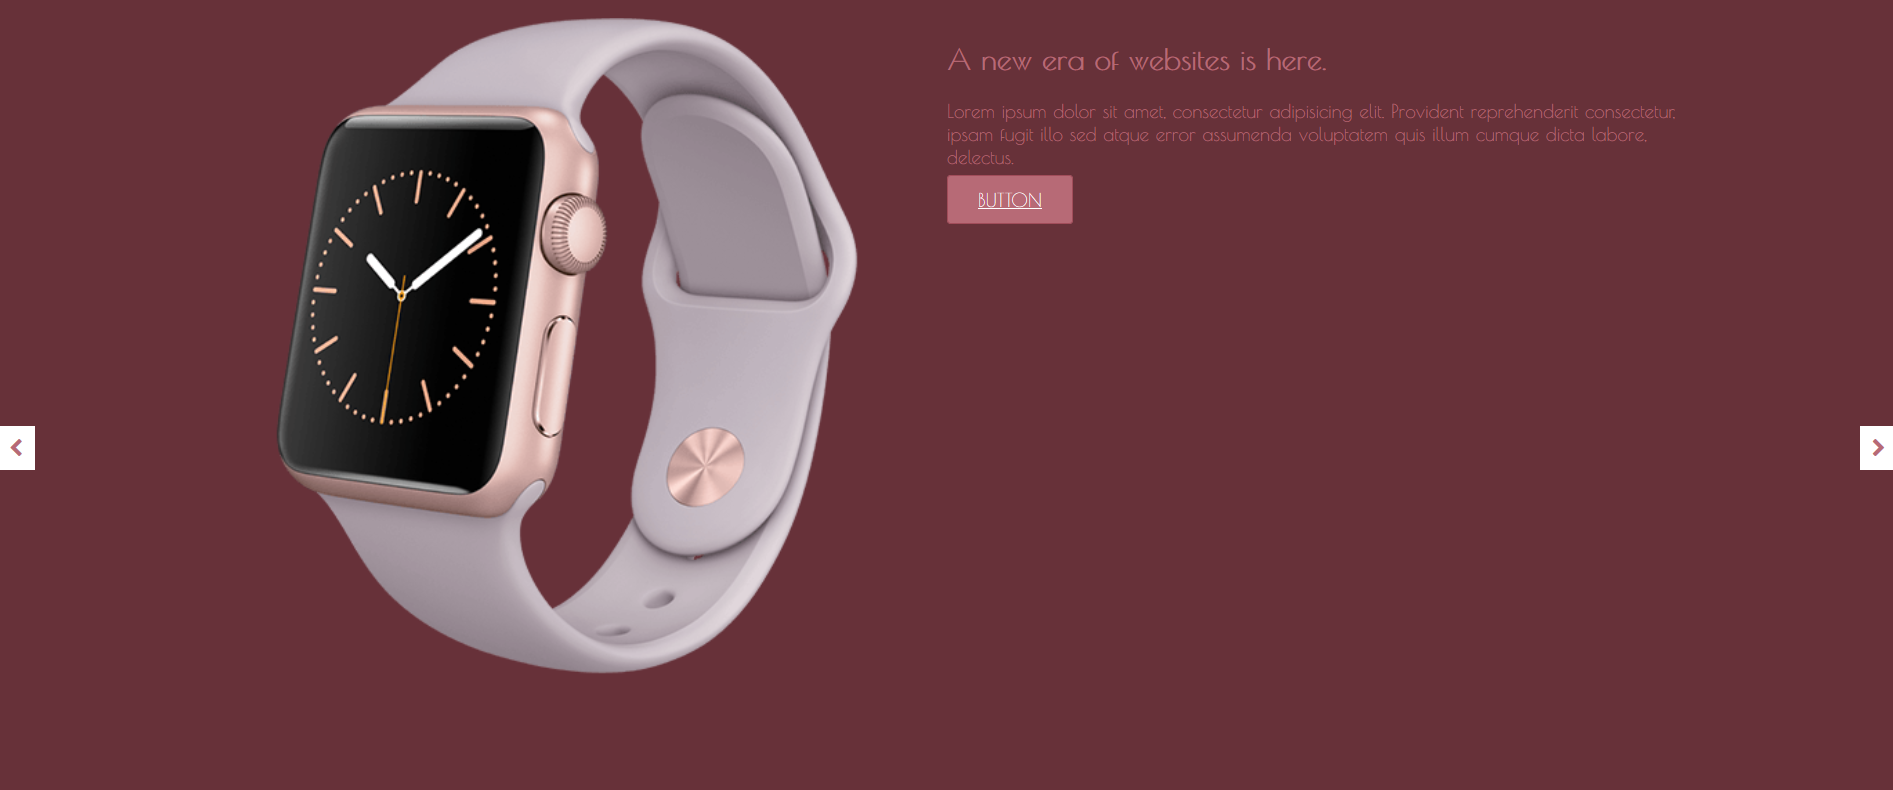 A new era of websites is here.
Lorem ipsum dolor sit amet, consectetur adipisicing elit. Provident reprehenderit consectetur,
ipsam fugit illo sed atque error assumenda voluptatem quis illum cumque dicta labore,
delectus.
BUTTON